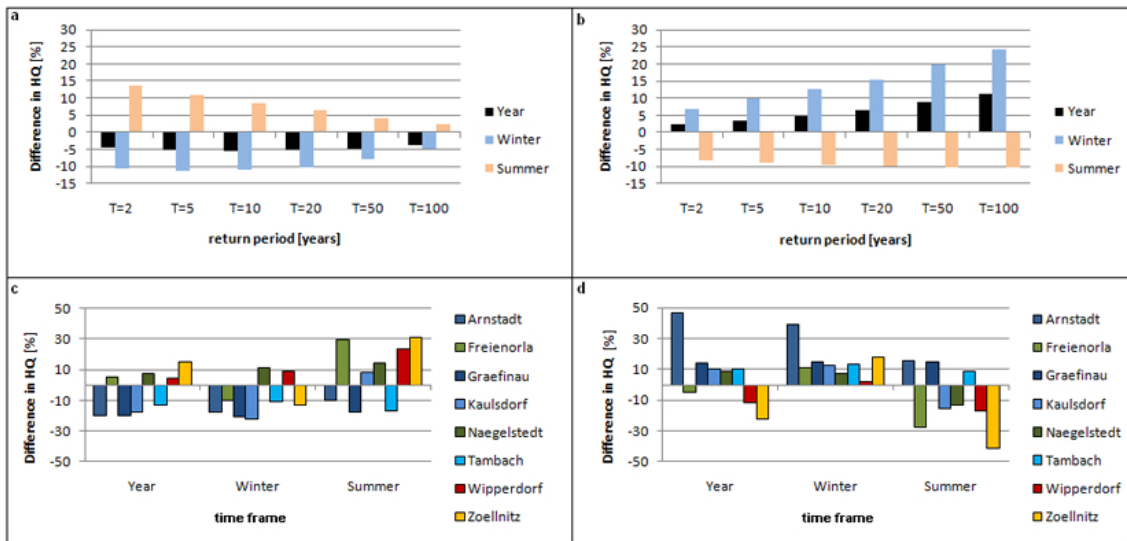 a
Difference in HQ [%]
30
25
20
15
10
5
0
-5
-10
-15
T=2 T=5 T=10 T=20 T=50 T=100
return period [years]
Year
Winter
Summer
b
Difference in HQ [%]
30
25
20
15
10
5
0
-5
-10
-15
T=2 T=5 T=10 T=20 T=50 T=100
return period [years]
Year
Winter
Summer
c
Difference in HQ [%]
50
30
10
-10
-30
-50
Year Winter Summer
time frame
Arnstadt
Freienorla
Graefinau
Kaulsdorf
Naegelstedt
Tambach
Wipperdorf
Zoellnitz
d
Difference in HQ [%]
50
30
10
-10
-30
-50
Year Winter Summer
time frame
Arnstadt
Freienorla
Graefinau
Kaulsdorf
Naegelstedt
Tambach
Wipperdorf
Zoellnitz